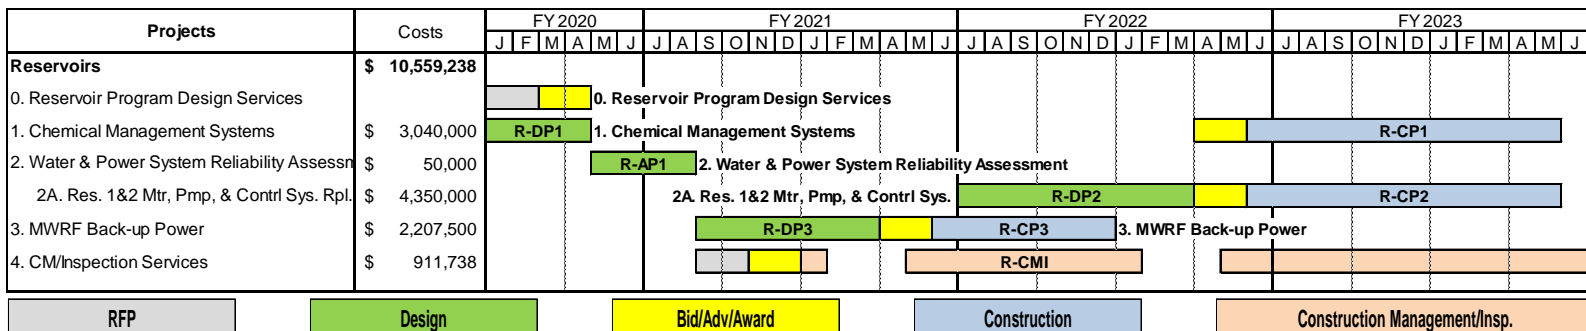 Projects Costs FY 2020 FY 2021 FY 2022 FY 2023
J F M A M J J A S O N D J F M A M J J A S O N D J F M A M J J A S O N D J F M A M J
Reservoirs $ 10,559,238
0. Reservoir Program Design Services 0. Reservoir Program Design Services
1. Chemical Management Systems $ 3,040,000 R-DP1 1. Chemical Management Systems R-CP1
2. Water & Power System Reliability Assessm $ 50,000 R-AP1 2. Water & Power System Reliability Assessment
2A. Res. 1&2 Mtr, Pmp, & Contrl Sys. Rpl. $ 4,350,000 2A. Res. 1&2 Mtr, Pmp, & Contrl Sys. R-DP2 R-CP2
3. MWRF Back-up Power $ 2,207,500 R-DP3 R-CP3 3. MWRF Back-up Power
4. CM/Inspection Services $ 911,738 R-CMI
RFP Design Bid/Adv/Award Construction Construction Management/Insp.